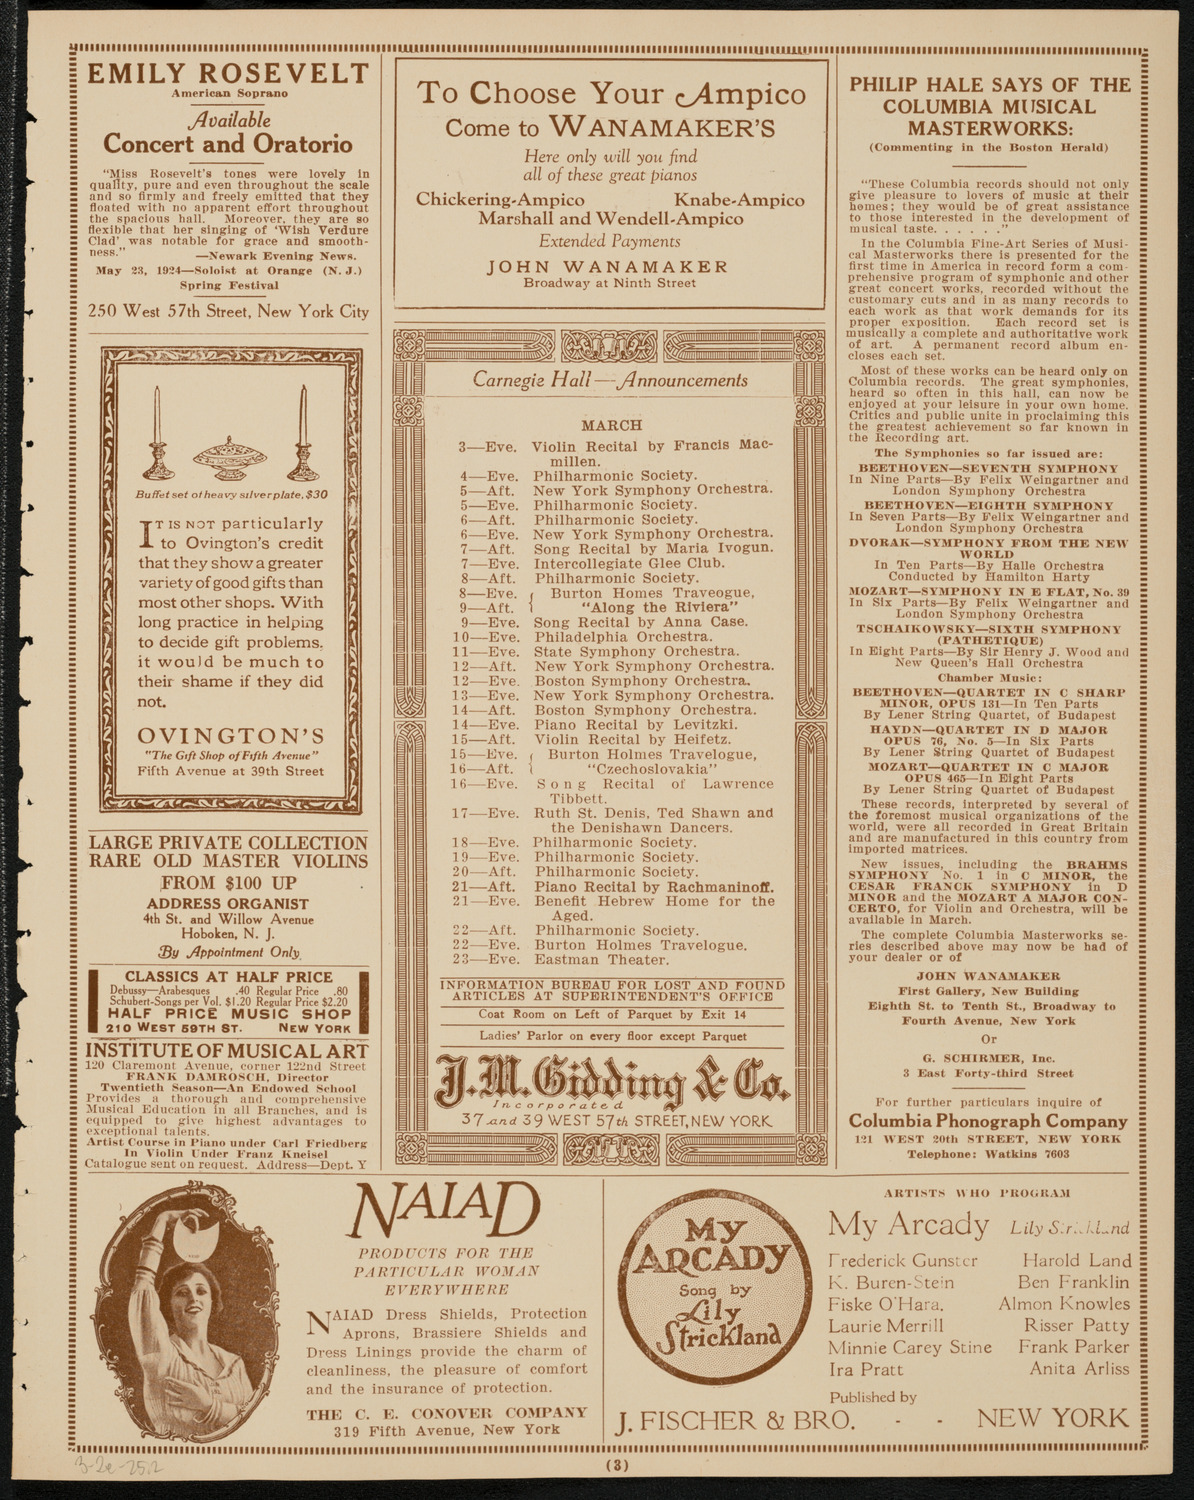 EMILY ROSEVELT
American Soprano
Available
Concert and Oratorio
"Miss Rosevelt's tones were lovely in
quality, pure and even throughout the scale
and so firmly and freely emitted that they
floated with no apparent effort throughout
the spacious hall. Moreover, they are so
flexible that her singing of 'Wish Verdure
Clad' was notable for grace and smooth-
ness." —Newark Evening News.
May 23, 1924—Soloist at Orange (N. J.)
Spring Festival
250 West 57th Street, New York City
Buffet set of heavy silver plate, $30
IT IS NOT particularly
to Ovington's credit
that they show a greater
variety of good gifts than
most other shops. With
long practice in helping
to decide gift problems,
it would be much to
their shame if they did
not.
OVINGTON'S
"The Gift Shop of Fifth Avenue"
Fifth Avenue at 39th Street
LARGE PRIVATE COLLECTION
RARE OLD MASTER VIOLINS
FROM $100 UP
ADDRESS ORGANIST
4th St. and Willow Avenue
Hoboken, N. J.
By Appointment Only
CLASSICS AT HALF PRICE
Debussy—Arabesques .40 Regular Price .80
Schubert-Songs per Vol. $1.20 Regular Price $2.20
HALF PRICE MUSIC SHOP
210 WEST 59TH ST. NEW YORK
INSTITUTE OF MUSICAL ART
120 Claremont Avenue, corner 122nd Street
FRANK DAMROSCH, Director
Twentieth Season—An Endowed School
Provides a thorough and comprehensive
Musical Education in all Branches, and is
equipped to give highest advantages to
exceptional talents.
Artist Course in Piano under Carl Friedberg
In Violin Under Franz Kneisel
Catalogue sent on request. Address—Dept. Y
To Choose Your Ampico
Come to WANAMAKER'S
Here only will you find
all of these great pianos
Chickering-Ampico Knabe-Ampico
Marshall and Wendell-Ampico
Extended Payments
JOHN WANAMAKER
Broadway at Ninth Street
Carnegie Hall—Announcements
MARCH
3—Eve. Violin Recital by Francis Mac-
millen.
4—Eve. Philharmonic Society.
5—Aft. New York Symphony Orchestra.
5—Eve. Philharmonic Society.
6—Aft. Philharmonic Society.
6—Eve. New York Symphony Orchestra.
7—Aft. Song Recital by Maria Ivogun.
7—Eve. Intercollegiate Glee Club.
8—Aft. Philharmonic Society.
8—Eve. { Burton Homes Traveogue,
9—Aft. { "Along the Riviera"
9—Eve. Song Recital by Anna Case.
10—Eve. Philadelphia Orchestra.
11—Eve. State Symphony Orchestra.
12—Aft. New York Symphony Orchestra.
12—Eve. Boston Symphony Orchestra.
13—Eve. New York Symphony Orchestra.
14—Aft. Boston Symphony Orchestra.
14—Eve. Piano Recital by Levitzki.
15—Aft. Violin Recital by Heifetz.
15—Eve. { Burton Holmes Travelogue,
16—Aft. { "Czechoslovakia"
16—Eve. Song Recital of Lawrence
Tibbett.
17—Eve. Ruth St. Denis, Ted Shawn and
the Denishawn Dancers.
18—Eve. Philharmonic Society.
19—Eve. Philharmonic Society.
20—Aft. Philharmonic Society.
21—Aft. Piano Recital by Rachmaninoff.
21—Eve. Benefit Hebrew Home for the
Aged.
22—Aft. Philharmonic Society.
22—Eve. Burton Holmes Travelogue.
23—Eve. Eastman Theater.
INFORMATION BUREAU FOR LOST AND FOUND
ARTICLES AT SUPERINTENDENT'S OFFICE
Coat Room on Left of Parquet by Exit 14
Ladies' Parlor on every floor except Parquet
J.M. Gidding & Co.
Incorporated
37 and 39 WEST 57th STREET, NEW YORK
PHILIP HALE SAYS OF THE
COLUMBIA MUSICAL
MASTERWORKS:
(Commenting in the Boston Herald)
"These Columbia records should not only
give pleasure to lovers of music at their
homes; they would be of great assistance
to those interested in the development of
musical taste. . . . . ."
In the Columbia Fine-Art Series of Musi-
cal Masterworks there is presented for the
first time in America in record form a com-
prehensive program of symphonic and other
great concert works, recorded without the
customary cuts and in as many records to
each work as that work demands for its
proper exposition. Each record set is
musically a complete and authoritative work
of art. A permanent record album en-
closes each set.
Most of these works can be heard only on
Columbia records. The great symphonies,
heard so often in this hall, can now be
enjoyed at your leisure in your own home.
Critics and public unite in proclaiming this
the greatest achievement so far known in
the Recording art.
The Symphonies so far issued are:
BEETHOVEN—SEVENTH SYMPHONY
In Nine Parts—By Felix Weingartner and
London Symphony Orchestra
BEETHOVEN—EIGHTH SYMPHONY
In Seven Parts—By Felix Weingartner and
London Symphony Orchestra
DVORAK—SYMPHONY FROM THE NEW
WORLD
In Ten Parts—By Halle Orchestra
Conducted by Hamilton Harty
MOZART—SYMPHONY IN E FLAT, No. 39
In Six Parts—By Felix Weingartner and
London Symphony Orchestra
TSCHAIKOWSKY—SIXTH SYMPHONY
(PATHETIQUE)
In Eight Parts—By Sir Henry J. Wood and
New Queen's Hall Orchestra
Chamber Music:
BEETHOVEN—QUARTET IN C SHARP
MINOR, OPUS 131—In Ten Parts
By Lener String Quartet, of Budapest
HAYDN—QUARTET IN D MAJOR
OPUS 76, No. 5—In Six Parts
By Lener String Quartet of Budapest
MOZART—QUARTET IN C MAJOR
OPUS 465—In Eight Parts
By Lener String Quartet of Budapest
These records, interpreted by several of
the foremost musical organizations of the
world, were all recorded in Great Britain
and are manufactured in this country from
imported matrices.
New issues, including the BRAHMS
SYMPHONY No. 1 in C MINOR, the
CESAR FRANCK SYMPHONY in D
MINOR and the MOZART A MAJOR CON-
CERTO, for Violin and Orchestra, will be
available in March.
The complete Columbia Masterworks se-
ries described above may now be had of
your dealer or of
JOHN WANAMAKER
First Gallery, New Building
Eighth St. to Tenth St., Broadway to
Fourth Avenue, New York
Or
G. SCHIRMER, Inc.
3 East Forty-third Street
For further particulars inquire of
Columbia Phonograph Company
121 WEST 20th STREET, NEW YORK
Telephone: Watkins 7603
NAIAD
PRODUCTS FOR THE
PARTICULAR WOMAN
EVERYWHERE
NAIAD Dress Shields, Protection
Aprons, Brassiere Shields and
Dress Linings provide the charm of
cleanliness, the pleasure of comfort
and the insurance of protection.
THE C. E. CONOVER COMPANY
319 Fifth Avenue, New York
My
ARCADY
Song by
Lily
Strickland
ARTISTS WHO PROGRAM
My Arcady Lily Strickland
Frederick Gunster Harold Land
K. Buren-Stein Ben Franklin
Fiske O'Hara, Almon Knowles
Laurie Merrill Risser Patty
Minnie Carey Stine Frank Parker
Ira Pratt Anita Arliss
Published by
J. FISCHER & BRO. - - NEW YORK
(3)